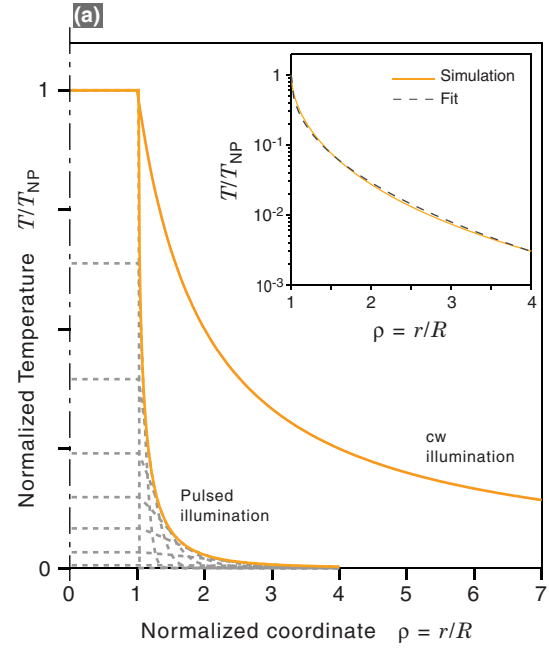 (a)
Normalized Temperature T/T_NP
1
0
0
1
2
3
4
5
6
7
Normalized coordinate ρ = r/R
Pulsed
illumination
cw
illumination
T/T_NP
1
10⁻¹
10⁻²
10⁻³
1
2
3
4
ρ = r/R
Simulation
Fit